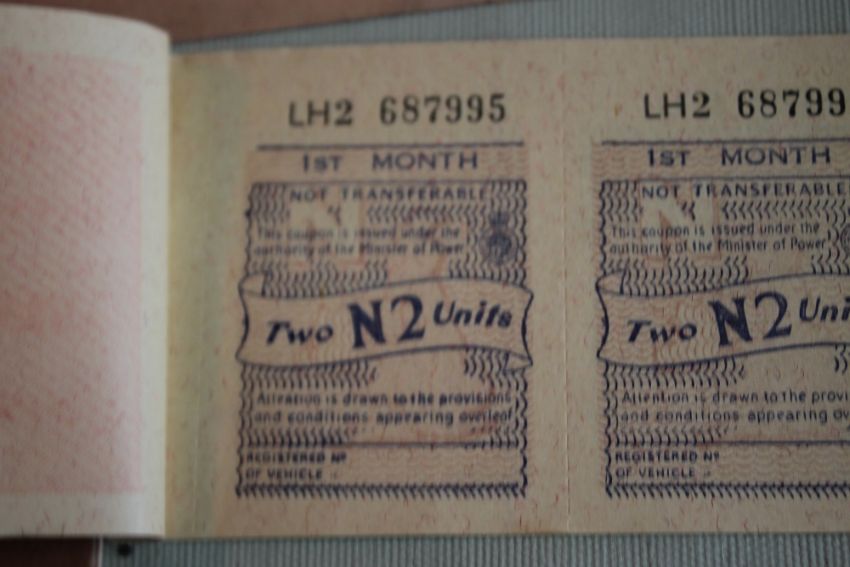 LH2 687995
1ST MONTH
NOT TRANSFERABLE
N
This coupon is issued under the
authority of the Minister of Power
Two N2 Units
Attention is drawn to the provisions
and conditions appearing overleaf
REGISTERED Nº
OF VEHICLE :-
LH2 68799
1ST MONTH
NOT TRANSFERABLE
N
This coupon is issued under the
authority of the Minister of Power
Two N2 Uni
Attention is drawn to the provi
and conditions appearing ov
REGISTERED Nº
OF VEHICLE :-